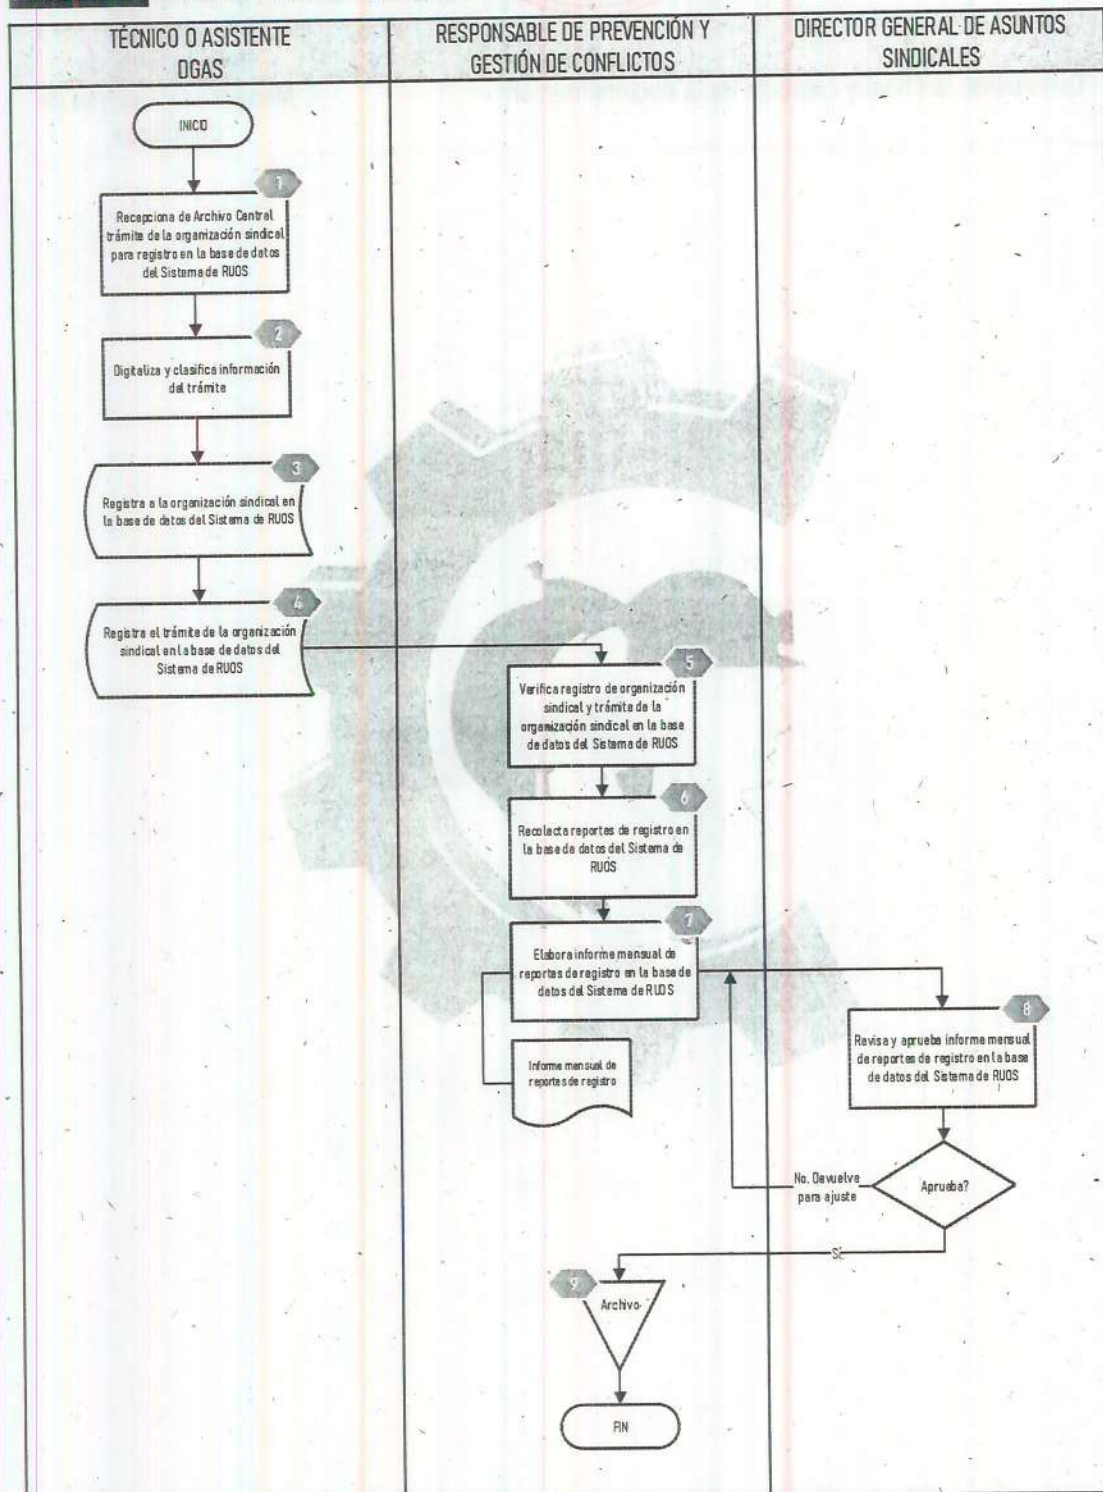 TÉCNICO O ASISTENTE
DGAS
RESPONSABLE DE PREVENCIÓN Y
GESTIÓN DE CONFLICTOS
DIRECTOR GENERAL DE ASUNTOS
SINDICALES
INICIO
1
Recepciona de Archivo Central
trámite de la organización sindical
para registro en la base de datos
del Sistema de RUOS
2
Digitaliza y clasifica información
del trámite
3
Registra a la organización sindical en
la base de datos del Sistema de RUOS
4
Registra el trámite de la organización
sindical en la base de datos del
Sistema de RUOS
5
Verifica registro de organización
sindical y trámite de la
organización sindical en la base
de datos del Sistema de RUOS
6
Recolecta reportes de registro en
la base de datos del Sistema de
RUOS
7
Elabora informe mensual de
reportes de registro en la base de
datos del Sistema de RUOS
Informe mensual de
reportes de registro
8
Revisa y aprueba informe mensual
de reportes de registro en la base
de datos del Sistema de RUOS
Aprueba?
No. Devuelve
para ajuste
Sí
9
Archivo
FIN